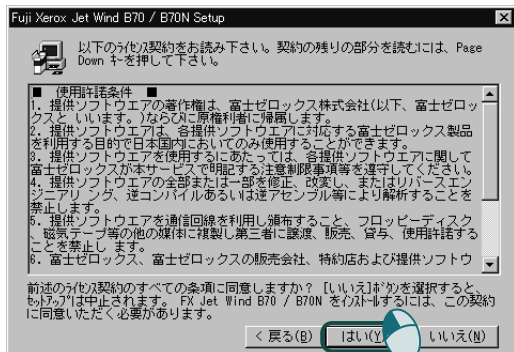 Fuji Xerox Jet Wind B70 / B70N Setup
以下のﾗｲｾﾝｽ契約をお読み下さい。契約の残りの部分を読むには、Page
Down ｷｰを押して下さい。
■ 使用許諾条件 ■
1. 提供ソフトウエアの著作権は、富士ゼロックス株式会社(以下、富士ゼロッ
クスと いいます。)ならびに原権利者に帰属します。
2. 提供ソフトウエアは、各提供ソフトウエアに対応する富士ゼロックス製品
を利用する目的で日本国内においてのみ使用することができます。
3. 提供ソフトウエアを使用するにあたっては、各提供ソフトウエアに関して
富士ゼロックスが本サービスで明記する注意制限事項等を遵守してください。
4. 提供ソフトウエアの全部または一部を修正、改変し、またはリバースエン
ジニアリ ング、逆コンパイルあるいは逆アセンブル等により解析することを
禁止します。
5. 提供ソフトウエアを通信回線を利用し頒布すること、フロッピーディスク
、磁気テープ等の他の媒体に複製し第三者に譲渡、販売、貸与、使用許諾する
ことを禁止し ます。
6. 富士ゼロックス、富士ゼロックスの販売会社、特約店および提供ソフトウ
前述のﾗｲｾﾝｽ契約のすべての条項に同意しますか？ [いいえ]ﾎﾞﾀﾝを選択すると、
ｾｯﾄｱｯﾌﾟは中止されます。 FX Jet Wind B70 / B70N をｲﾝｽﾄｰﾙするには、この契約
に同意いただく必要があります。
< 戻る(B) はい(Y) いいえ(N)